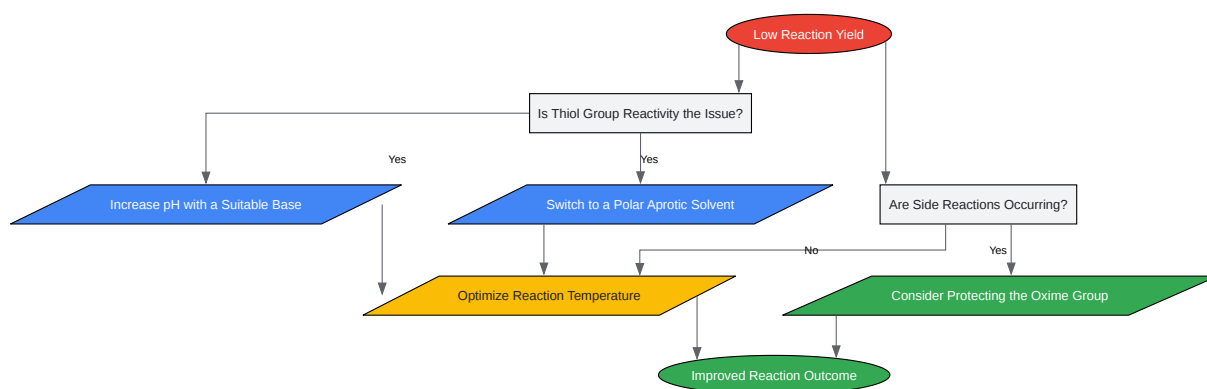 Low Reaction Yield
Is Thiol Group Reactivity the Issue?
Yes
Yes
Increase pH with a Suitable Base
Switch to a Polar Aprotic Solvent
Are Side Reactions Occurring?
No
Yes
Optimize Reaction Temperature
Consider Protecting the Oxime Group
Improved Reaction Outcome